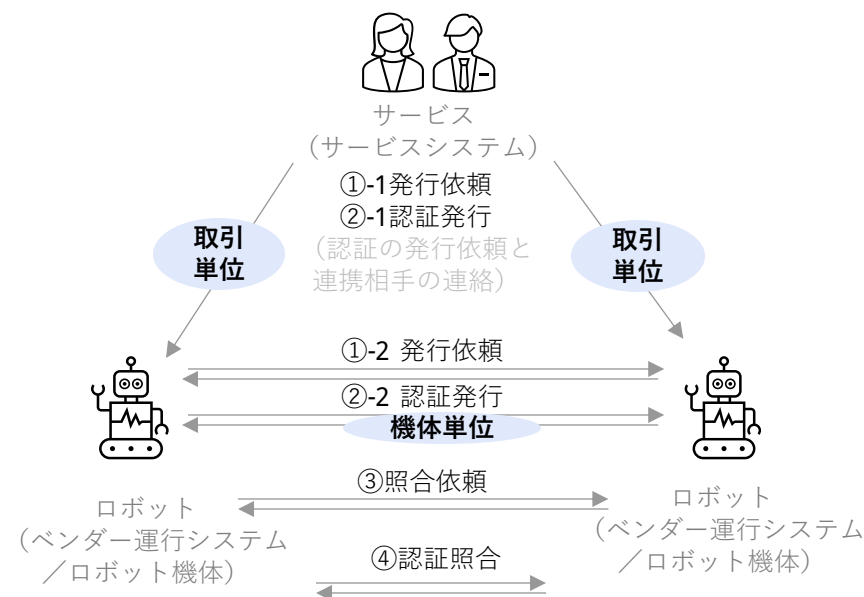 サービス
（サービスシステム）
①-1発行依頼
②-1認証発行
（認証の発行依頼と
連携相手の連絡）
取引
単位
取引
単位
①-2 発行依頼
②-2 認証発行
機体単位
③照合依頼
ロボット
（ベンダー運行システム
／ロボット機体）
ロボット
（ベンダー運行システム
／ロボット機体）
④認証照合